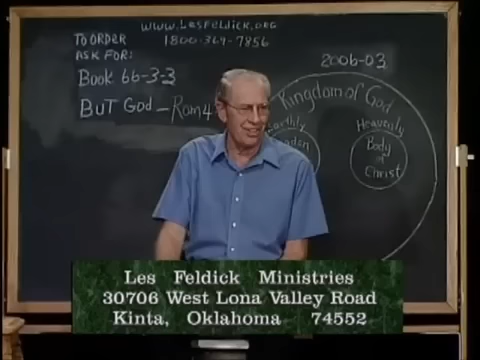 www.LesFeldick.org
1800-369-7856
TO ORDER
ASK FOR:
Book 66-3-3
BUT God - Rom 4
2006-03
Kingdom of God
Heavenly
Body
of
Christ
Les Feldick Ministries
30706 West Lona Valley Road
Kinta, Oklahoma 74552